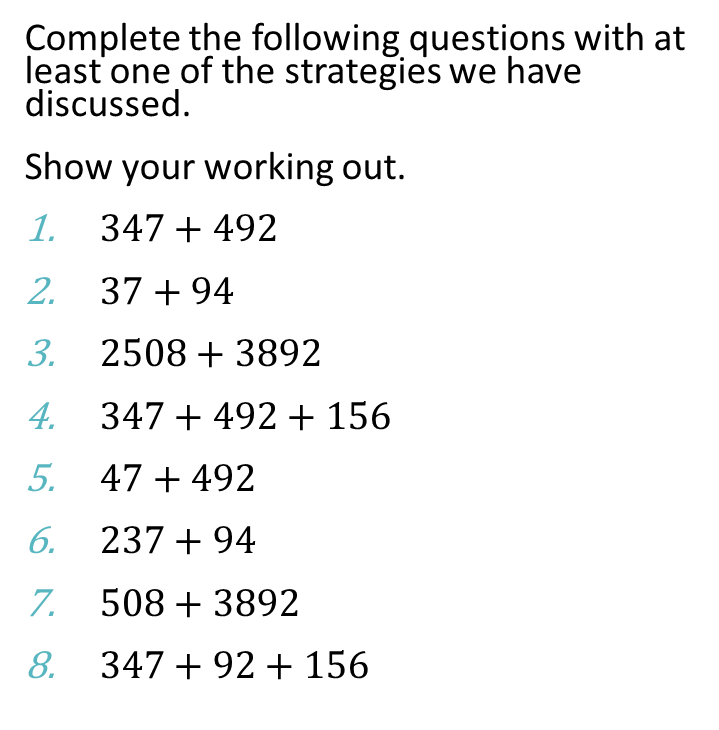 Complete the following questions with at
least one of the strategies we have
discussed.
Show your working out.
1. 347 + 492
2. 37 + 94
3. 2508 + 3892
4. 347 + 492 + 156
5. 47 + 492
6. 237 + 94
7. 508 + 3892
8. 347 + 92 + 156